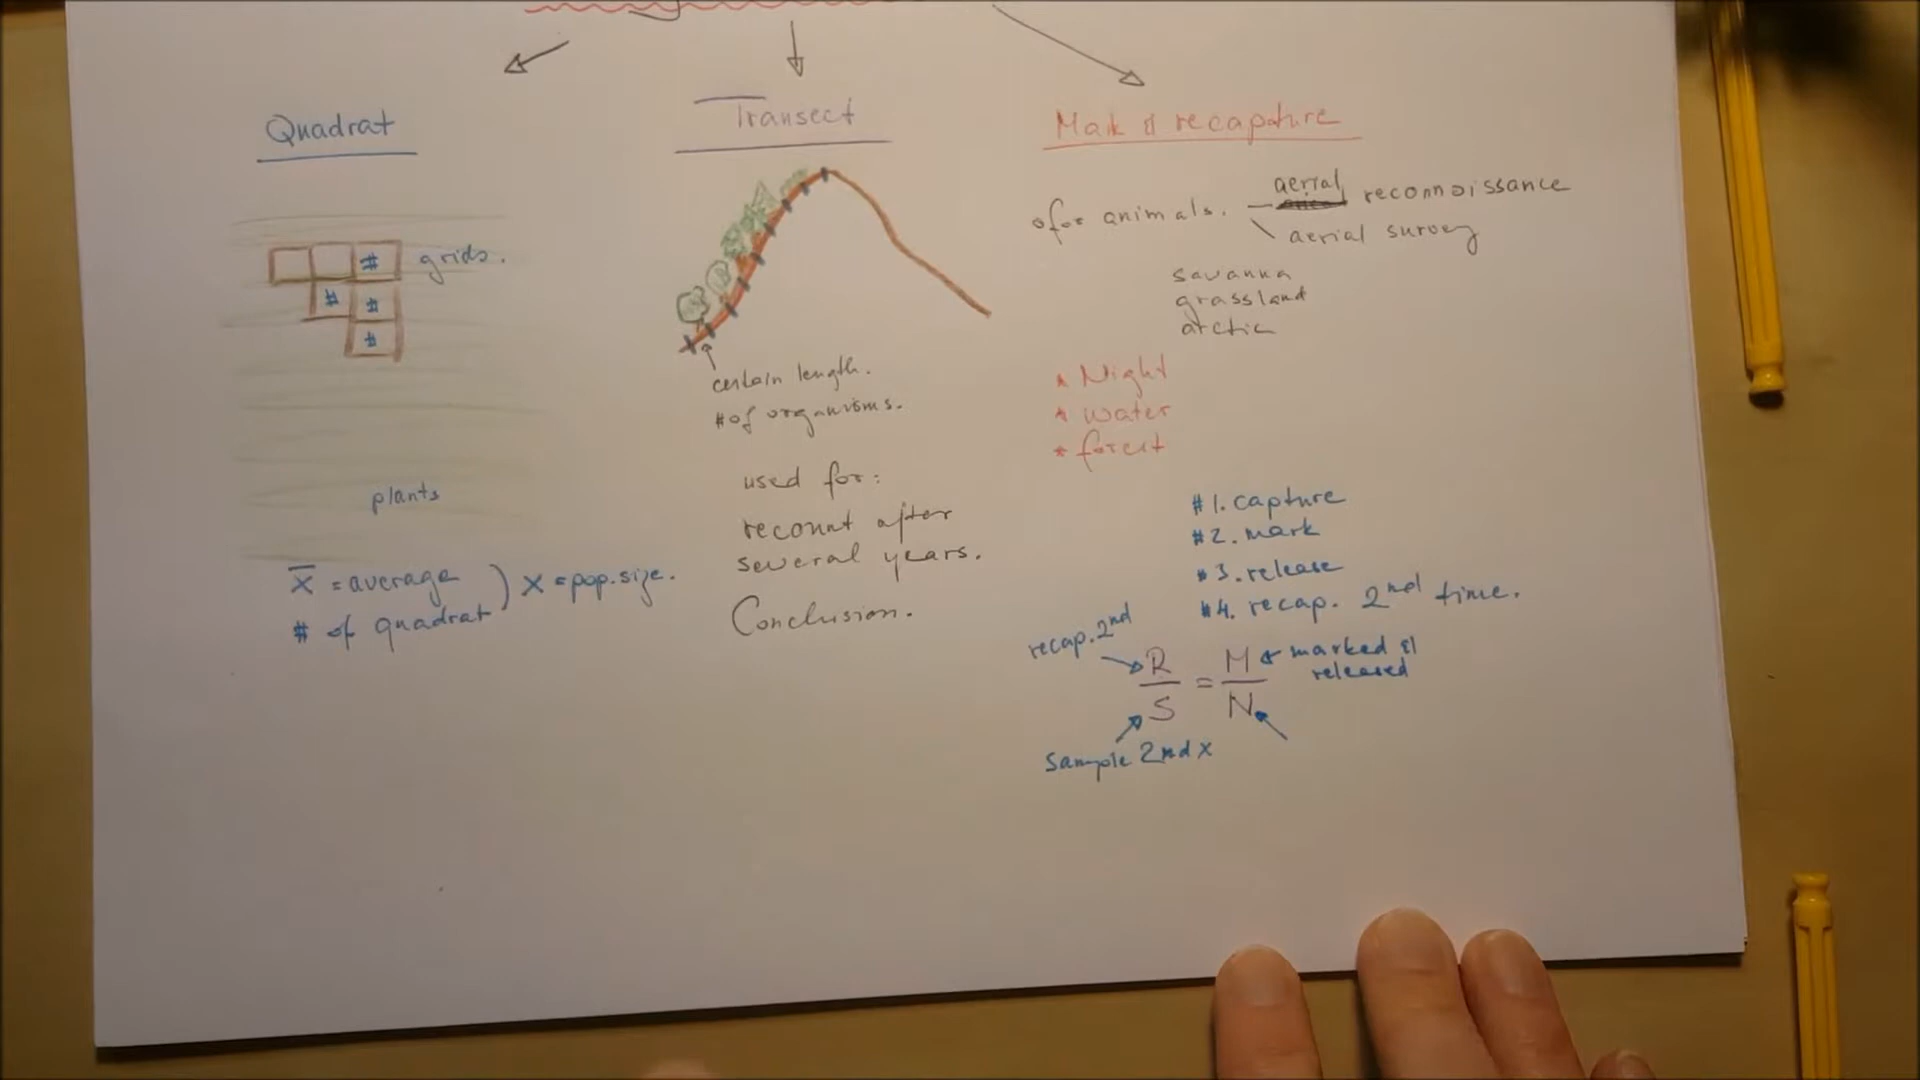 Quadrat
#
grids.
# #
#
plants
X̄ = average
# of quadrat ) X = pop. size.
Transect
certain length.
# of organisms.
used for:
recount after
several years.
Conclusion.
Mark & recapature
for animals. – aerial reconnoissance
\ aerial survey
savanna
grassland
arctic
* Night
* water
* forest
#1. capture
#2. mark
#3. release
#4. recap. 2nd time.
recap. 2nd
R = M marked &
released
S N
sample 2nd x